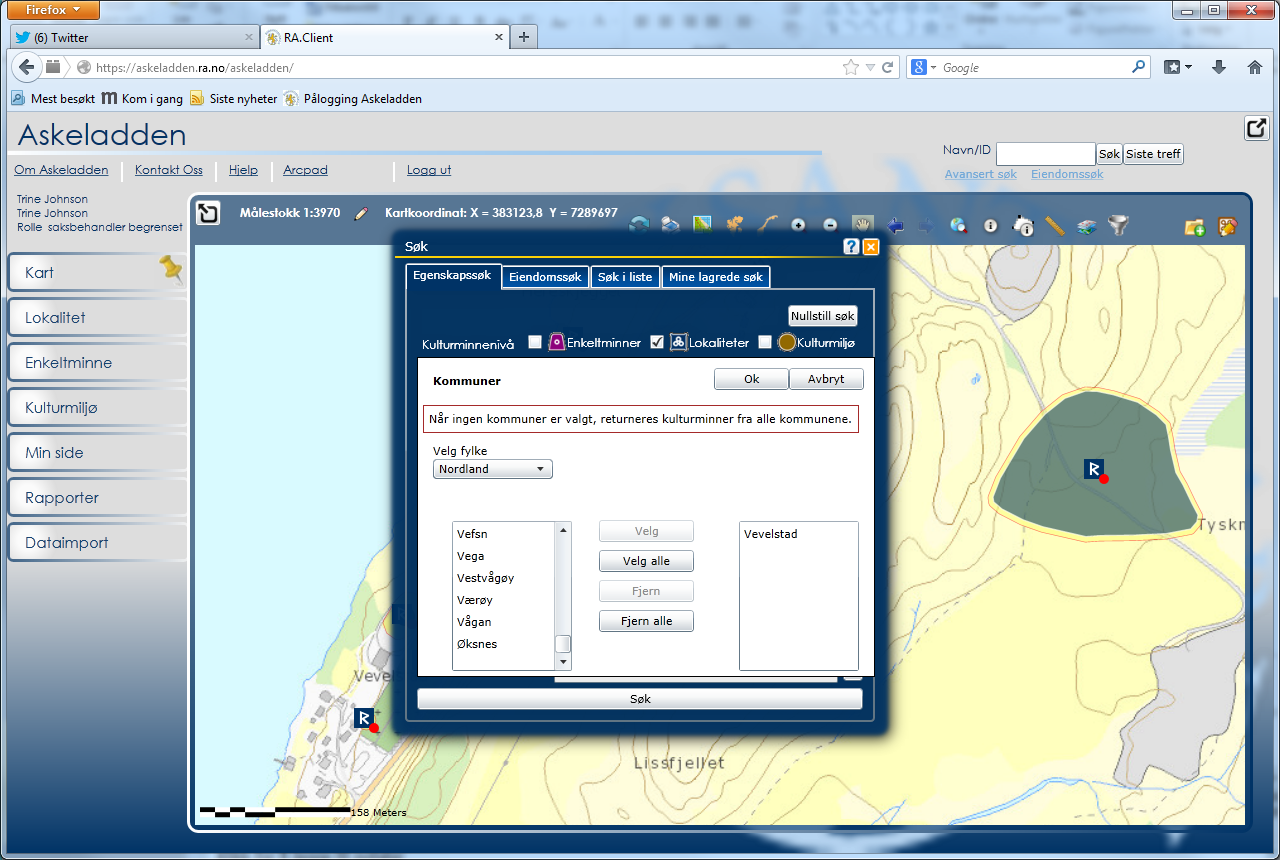 Firefox
(6) Twitter
RA.Client
https://askeladden.ra.no/askeladden/
Google
Mest besøkt
Kom i gang
Siste nyheter
Pålogging Askeladden
Askeladden
Om Askeladden
Kontakt Oss
Hjelp
Arcpad
Logg ut
Navn/ID
Søk
Siste treff
Avansert søk
Eiendomssøk
Trine Johnson
Trine Johnson
Rolle saksbehandler begrenset
Kart
Lokalitet
Enkeltminne
Kulturmiljø
Min side
Rapporter
Dataimport
Målestokk 1:3970
Kartkoordinat: X = 383123,8 Y = 7289697
Søk
Egenskapssøk
Eiendomssøk
Søk i liste
Mine lagrede søk
Nullstill søk
Kulturminnenivå
Enkeltminner
Lokaliteter
Kulturmiljø
Kommuner
Ok
Avbryt
Når ingen kommuner er valgt, returneres kulturminner fra alle kommunene.
Velg fylke
Nordland
Vefsn
Vega
Vestvågøy
Værøy
Vågan
Øksnes
Velg
Velg alle
Fjern
Fjern alle
Vevelstad
Søk
R
Tyskm
Vevel
R
Lissfjellet
158 Meters